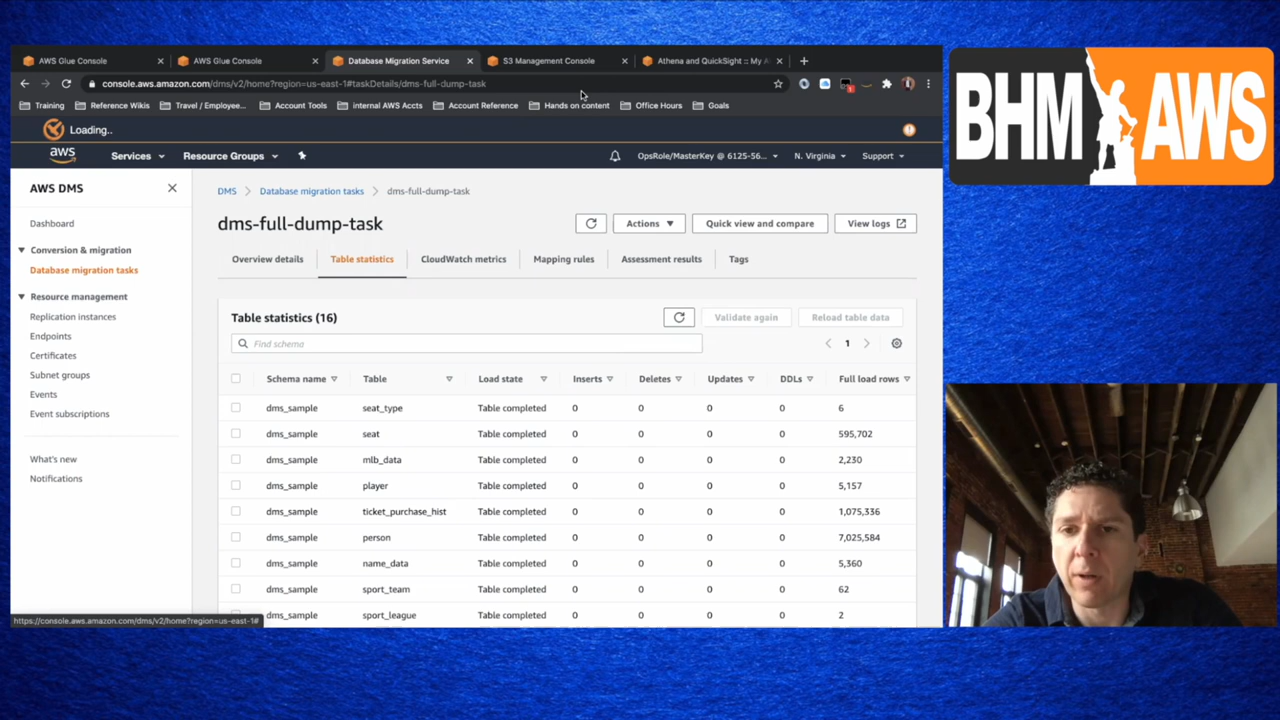 AWS Glue Console
AWS Glue Console
Database Migration Service
S3 Management Console
Athena and QuickSight :: My A
console.aws.amazon.com/dms/v2/home?region=us-east-1#taskDetails/dms-full-dump-task
Training
Reference Wikis
Travel / Employee...
Account Tools
internal AWS Accts
Account Reference
Hands on content
Office Hours
Goals
Loading..
aws
Services
Resource Groups
OpsRole/MasterKey @ 6125-56...
N. Virginia
Support
AWS DMS
Dashboard
Conversion & migration
Database migration tasks
Resource management
Replication instances
Endpoints
Certificates
Subnet groups
Events
Event subscriptions
What's new
Notifications
DMS
Database migration tasks
dms-full-dump-task
dms-full-dump-task
Actions
Quick view and compare
View logs
Overview details
Table statistics
CloudWatch metrics
Mapping rules
Assessment results
Tags
Table statistics (16)
Validate again
Reload table data
Find schema
1
Schema name Table Load state Inserts Deletes Updates DDLs Full load rows
dms_sample seat_type Table completed 0 0 0 0 6
dms_sample seat Table completed 0 0 0 0 595,702
dms_sample mlb_data Table completed 0 0 0 0 2,230
dms_sample player Table completed 0 0 0 0 5,157
dms_sample ticket_purchase_hist Table completed 0 0 0 0 1,075,336
dms_sample person Table completed 0 0 0 0 7,025,584
dms_sample name_data Table completed 0 0 0 0 5,360
dms_sample sport_team Table completed 0 0 0 0 62
dms_sample sport_league Table completed 0 0 0 0 2
https://console.aws.amazon.com/dms/v2/home?region=us-east-1#
BHM AWS